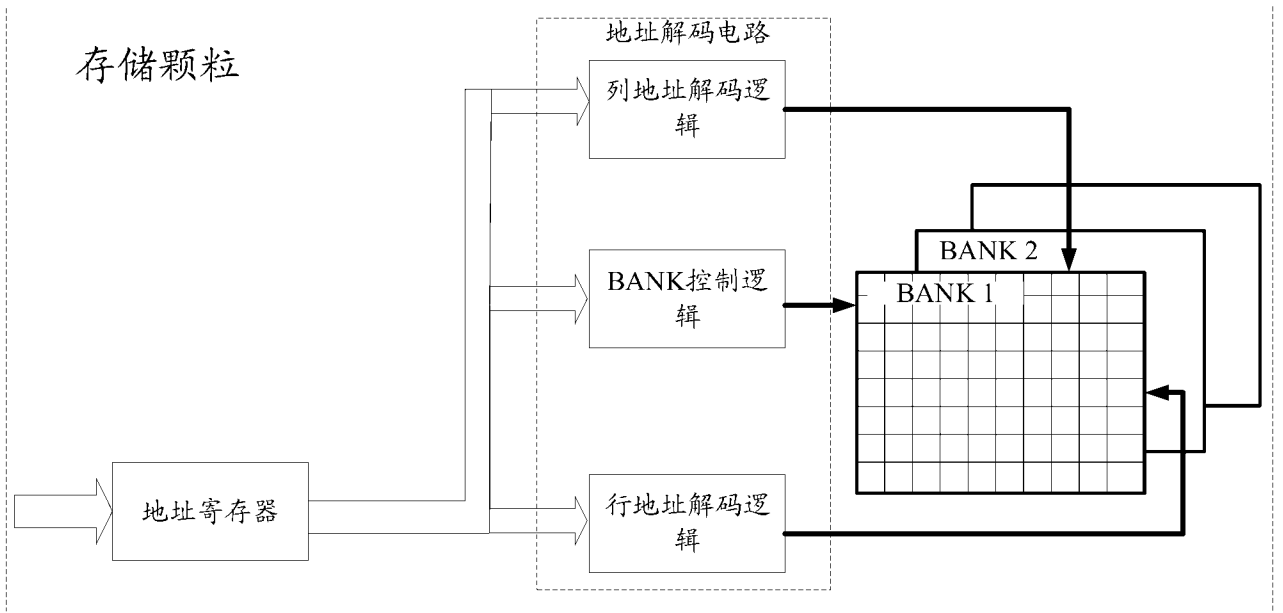 地址解码电路
存储颗粒
列地址解码逻
辑
BANK 2
BANK控制逻
辑
BANK 1
地址寄存器
行地址解码逻
辑